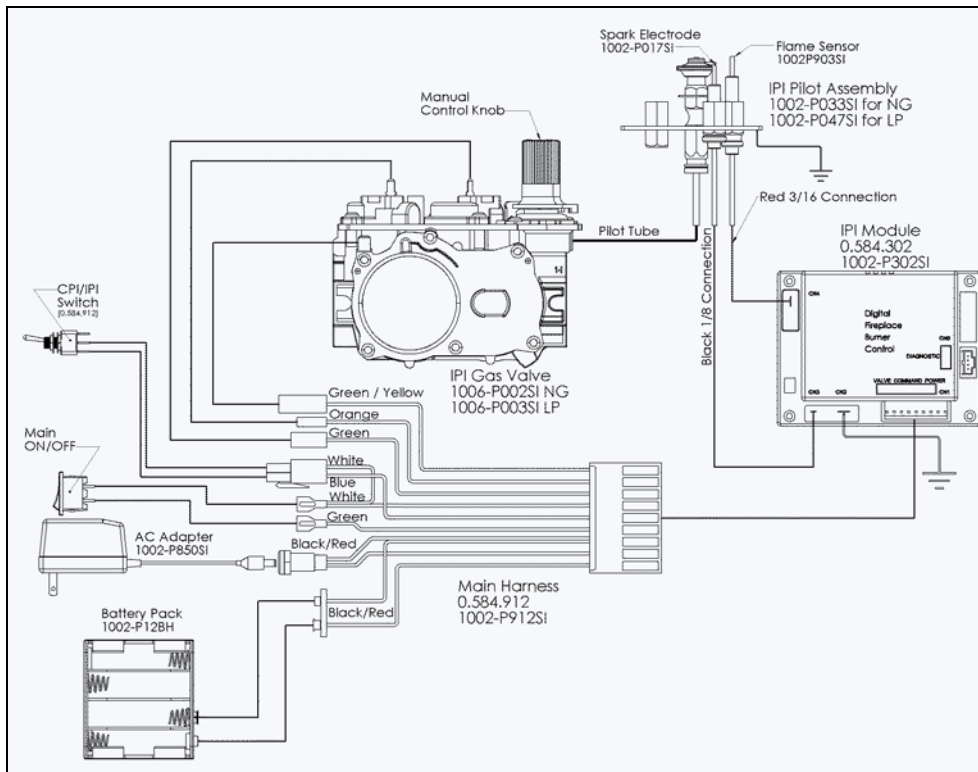 Spark Electrode
1002-P017SI
Flame Sensor
1002P903SI
IPI Pilot Assembly
1002-P033SI for NG
1002-P047SI for LP
Manual
Control Knob
Red 3/16 Connection
Pilot Tube
Black 1/8 Connection
IPI Module
0.584.302
1002-P302SI
CN4
Digital
Fireplace
Burner
Control
DIAGNOSTIC
VALVE COMMAND POWER
CN3
CN2
CN1
CPI/IPI
Switch
(0.584.912)
IPI Gas Valve
1006-P002SI NG
1006-P003SI LP
Green / Yellow
Orange
Green
White
Blue
White
Green
Main
ON/OFF
AC Adapter
1002-P850SI
Black/Red
Main Harness
0.584.912
1002-P912SI
Black/Red
Battery Pack
1002-P12BH